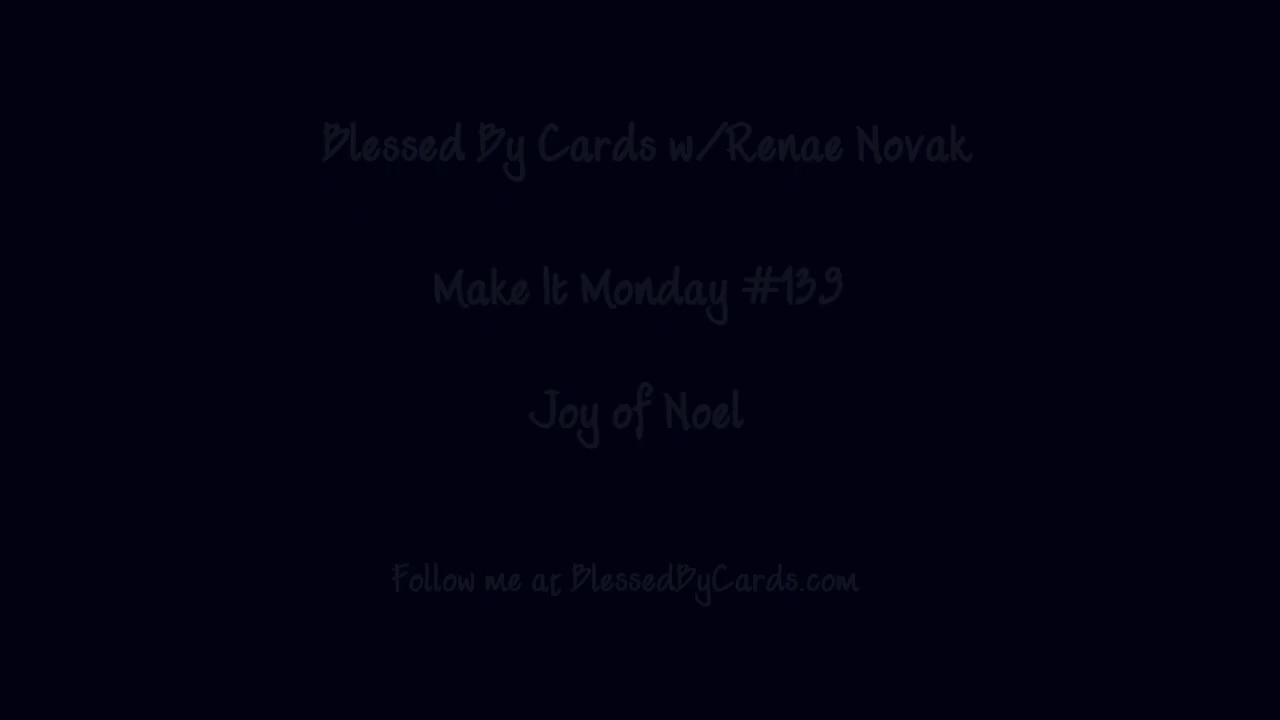 Blessed By Cards w/Renae Novak
Make It Monday #139
Joy of Noel
Follow me at BlessedByCards.com